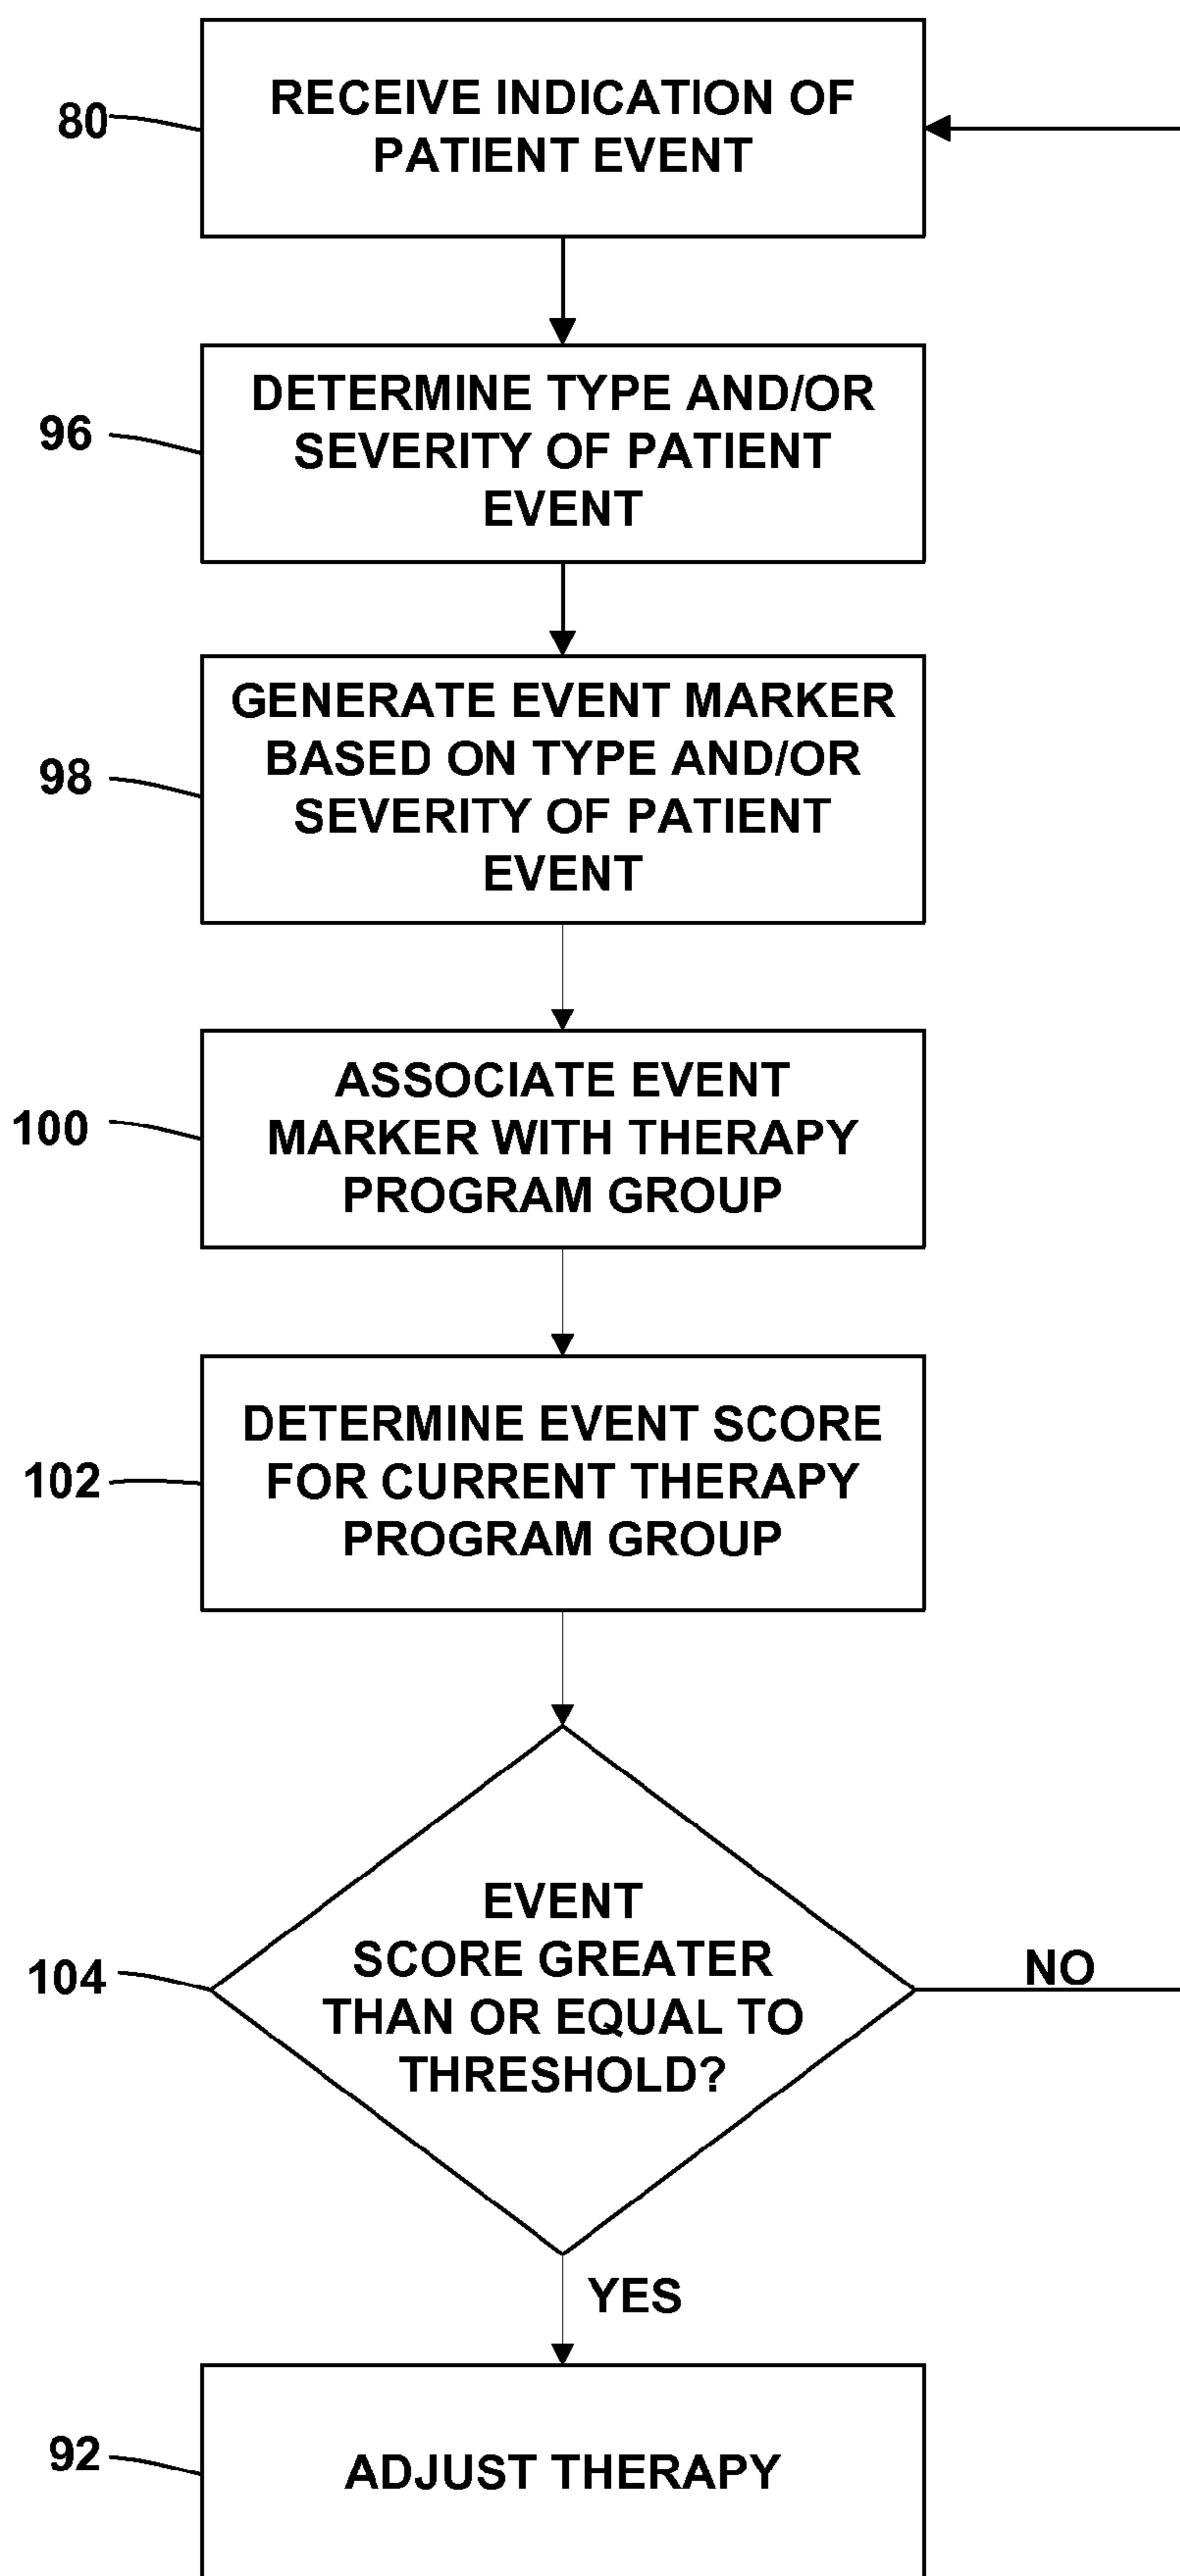 80
RECEIVE INDICATION OF
PATIENT EVENT
96
DETERMINE TYPE AND/OR
SEVERITY OF PATIENT
EVENT
98
GENERATE EVENT MARKER
BASED ON TYPE AND/OR
SEVERITY OF PATIENT
EVENT
100
ASSOCIATE EVENT
MARKER WITH THERAPY
PROGRAM GROUP
102
DETERMINE EVENT SCORE
FOR CURRENT THERAPY
PROGRAM GROUP
104
EVENT
SCORE GREATER
THAN OR EQUAL TO
THRESHOLD?
NO
YES
92
ADJUST THERAPY